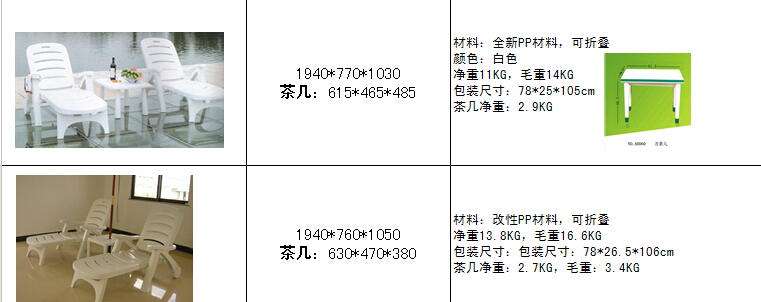 1940*770*1030
茶几：615*465*485
材料：全新PP材料，可折叠
颜色：白色
净重11KG，毛重14KG
包装尺寸：78*25*105cm
茶几净重：2.9KG
NO.A0060 方茶几
1940*760*1050
茶几：630*470*380
材料：改性PP材料，可折叠
净重13.8KG，毛重16.6KG
包装尺寸：包装尺寸：78*26.5*106cm
茶几净重：2.7KG，毛重：3.4KG